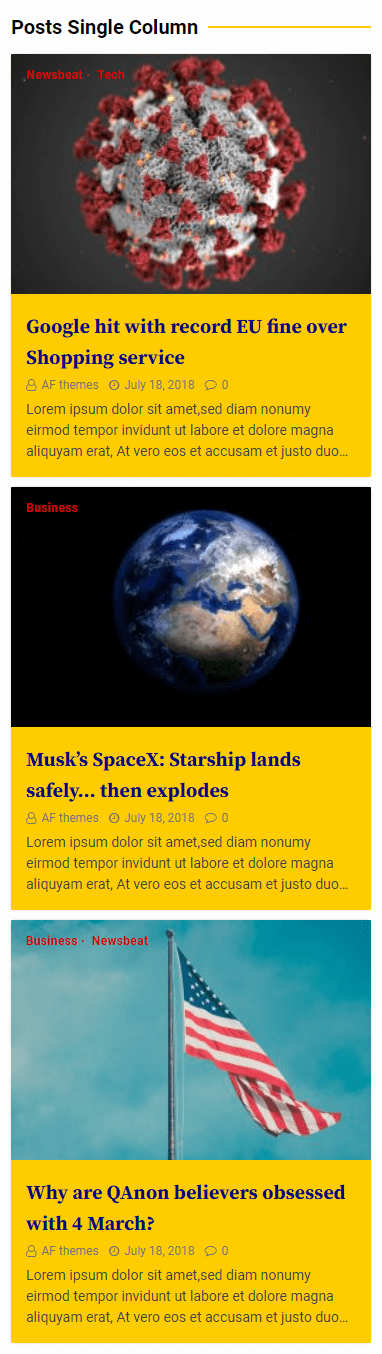 Posts Single Column
Newsbeat · Tech
Google hit with record EU fine over
Shopping service
AF themes July 18, 2018 0
Lorem ipsum dolor sit amet,sed diam nonumy
eirmod tempor invidunt ut labore et dolore magna
aliquyam erat, At vero eos et accusam et justo duo...
Business
Musk’s SpaceX: Starship lands
safely… then explodes
AF themes July 18, 2018 0
Lorem ipsum dolor sit amet,sed diam nonumy
eirmod tempor invidunt ut labore et dolore magna
aliquyam erat, At vero eos et accusam et justo duo...
Business · Newsbeat
Why are QAnon believers obsessed
with 4 March?
AF themes July 18, 2018 0
Lorem ipsum dolor sit amet,sed diam nonumy
eirmod tempor invidunt ut labore et dolore magna
aliquyam erat, At vero eos et accusam et justo duo...